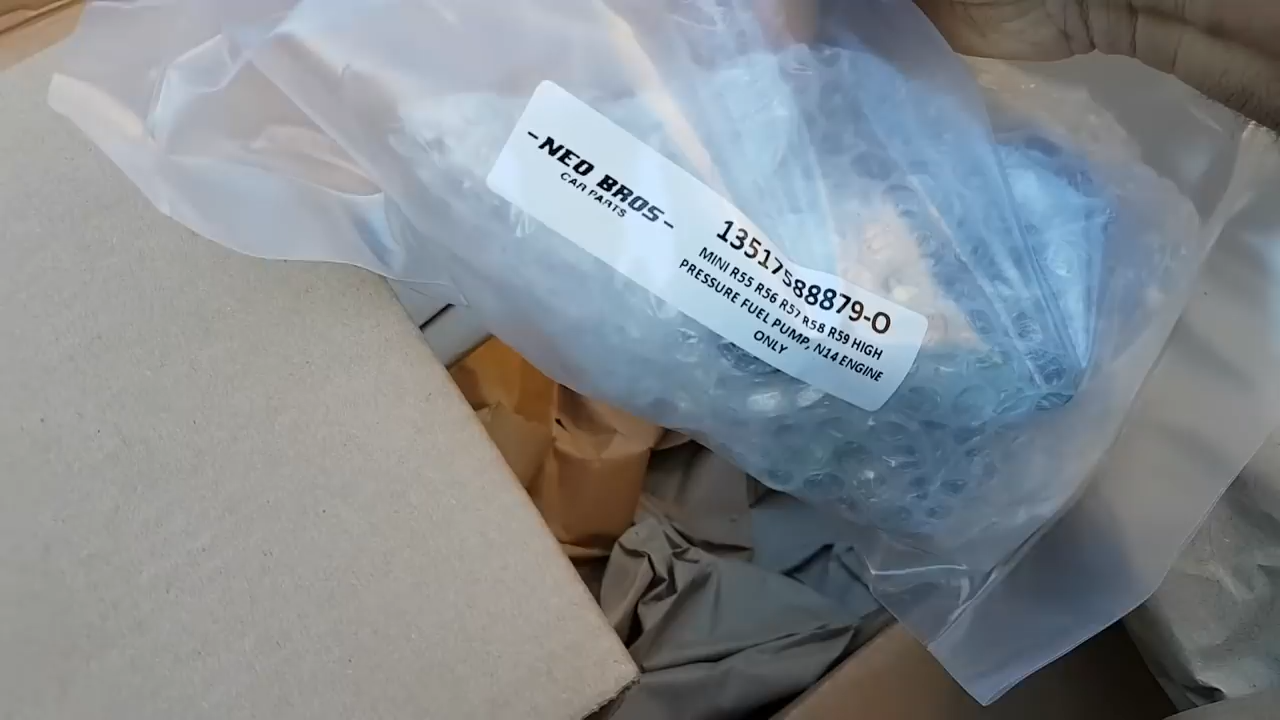 -NEO BROS-
CAR PARTS
13517588879-O
MINI R55 R56 R57 R58 R59 HIGH
PRESSURE FUEL PUMP, N14 ENGINE
ONLY